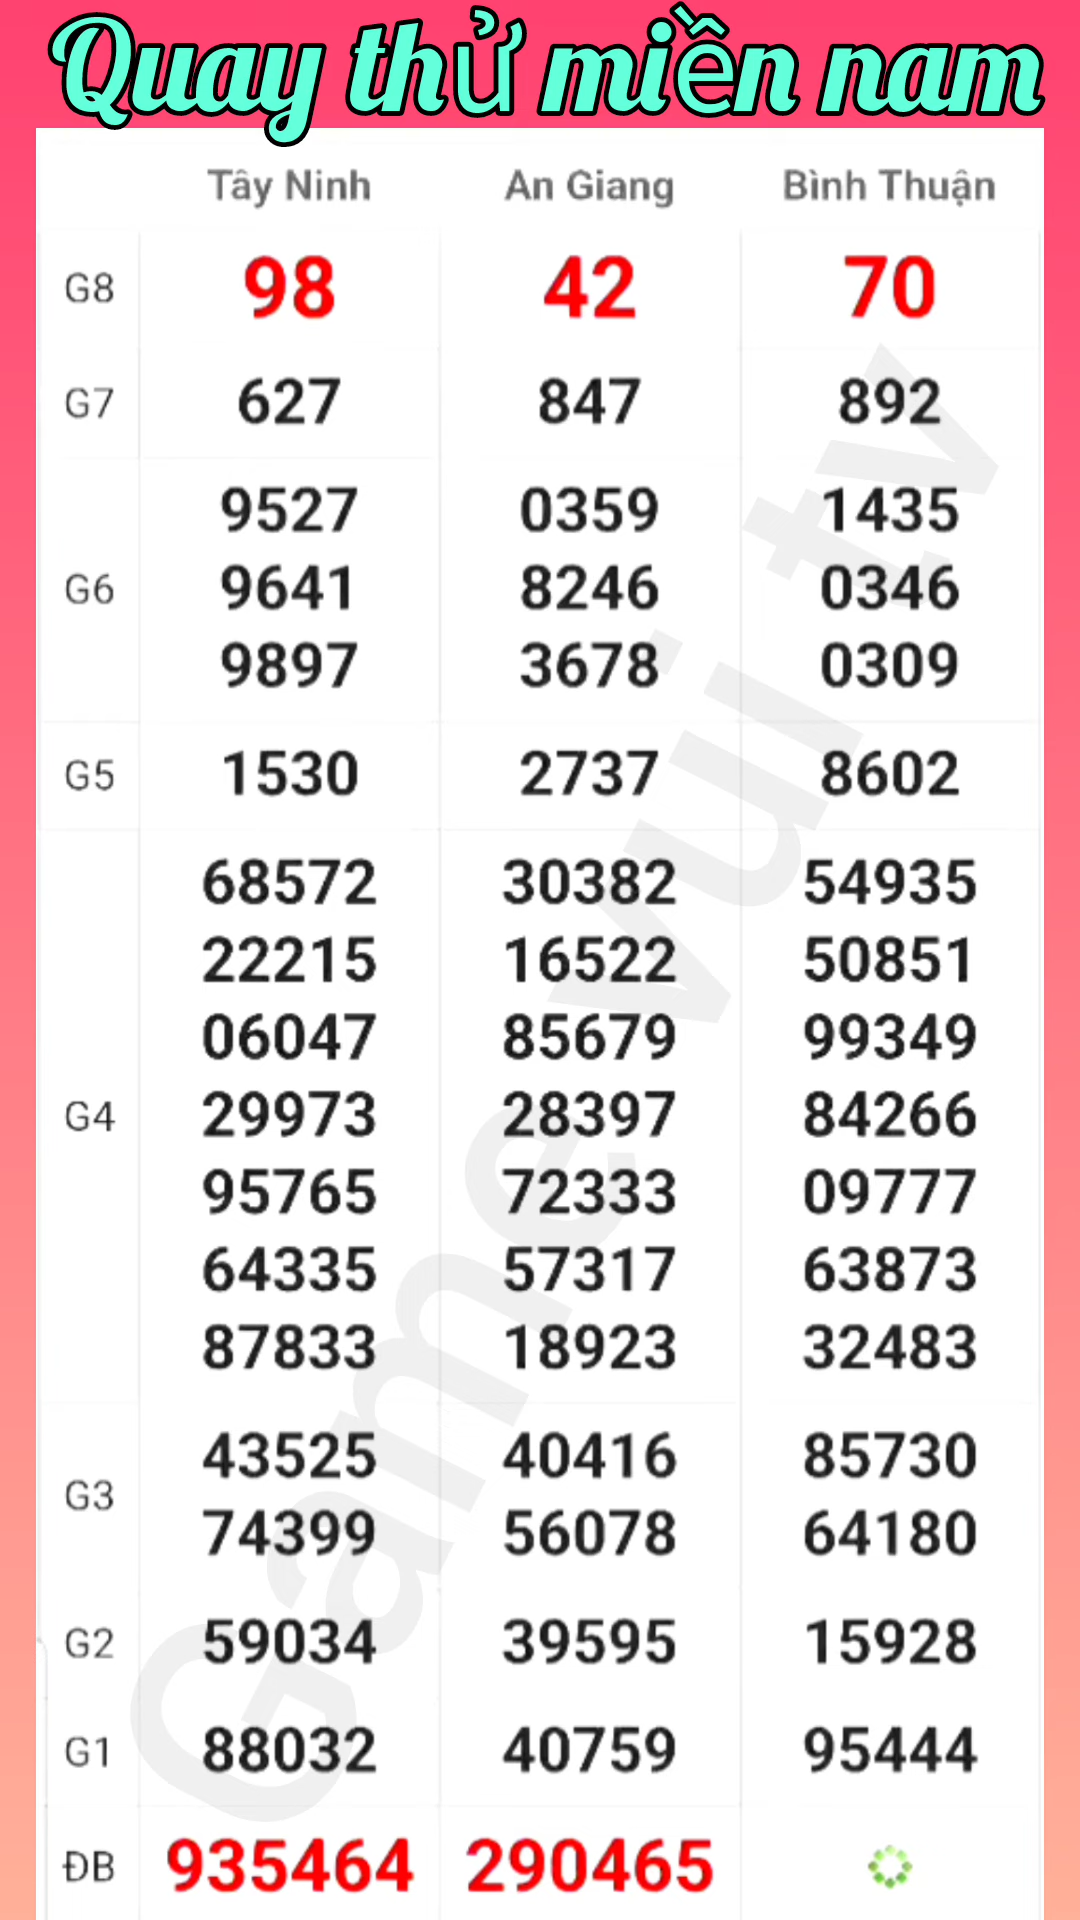 Quay thử miền nam
Tây Ninh An Giang Bình Thuận
G8 98 42 70
G7 627 847 892
9527 0359 1435
G6 9641 8246 0346
9897 3678 0309
G5 1530 2737 8602
68572 30382 54935
22215 16522 50851
06047 85679 99349
G4 29973 28397 84266
95765 72333 09777
64335 57317 63873
87833 18923 32483
G3 43525 40416 85730
74399 56078 64180
G2 59034 39595 15928
G1 88032 40759 95444
ĐB 935464 290465
Game vui tv